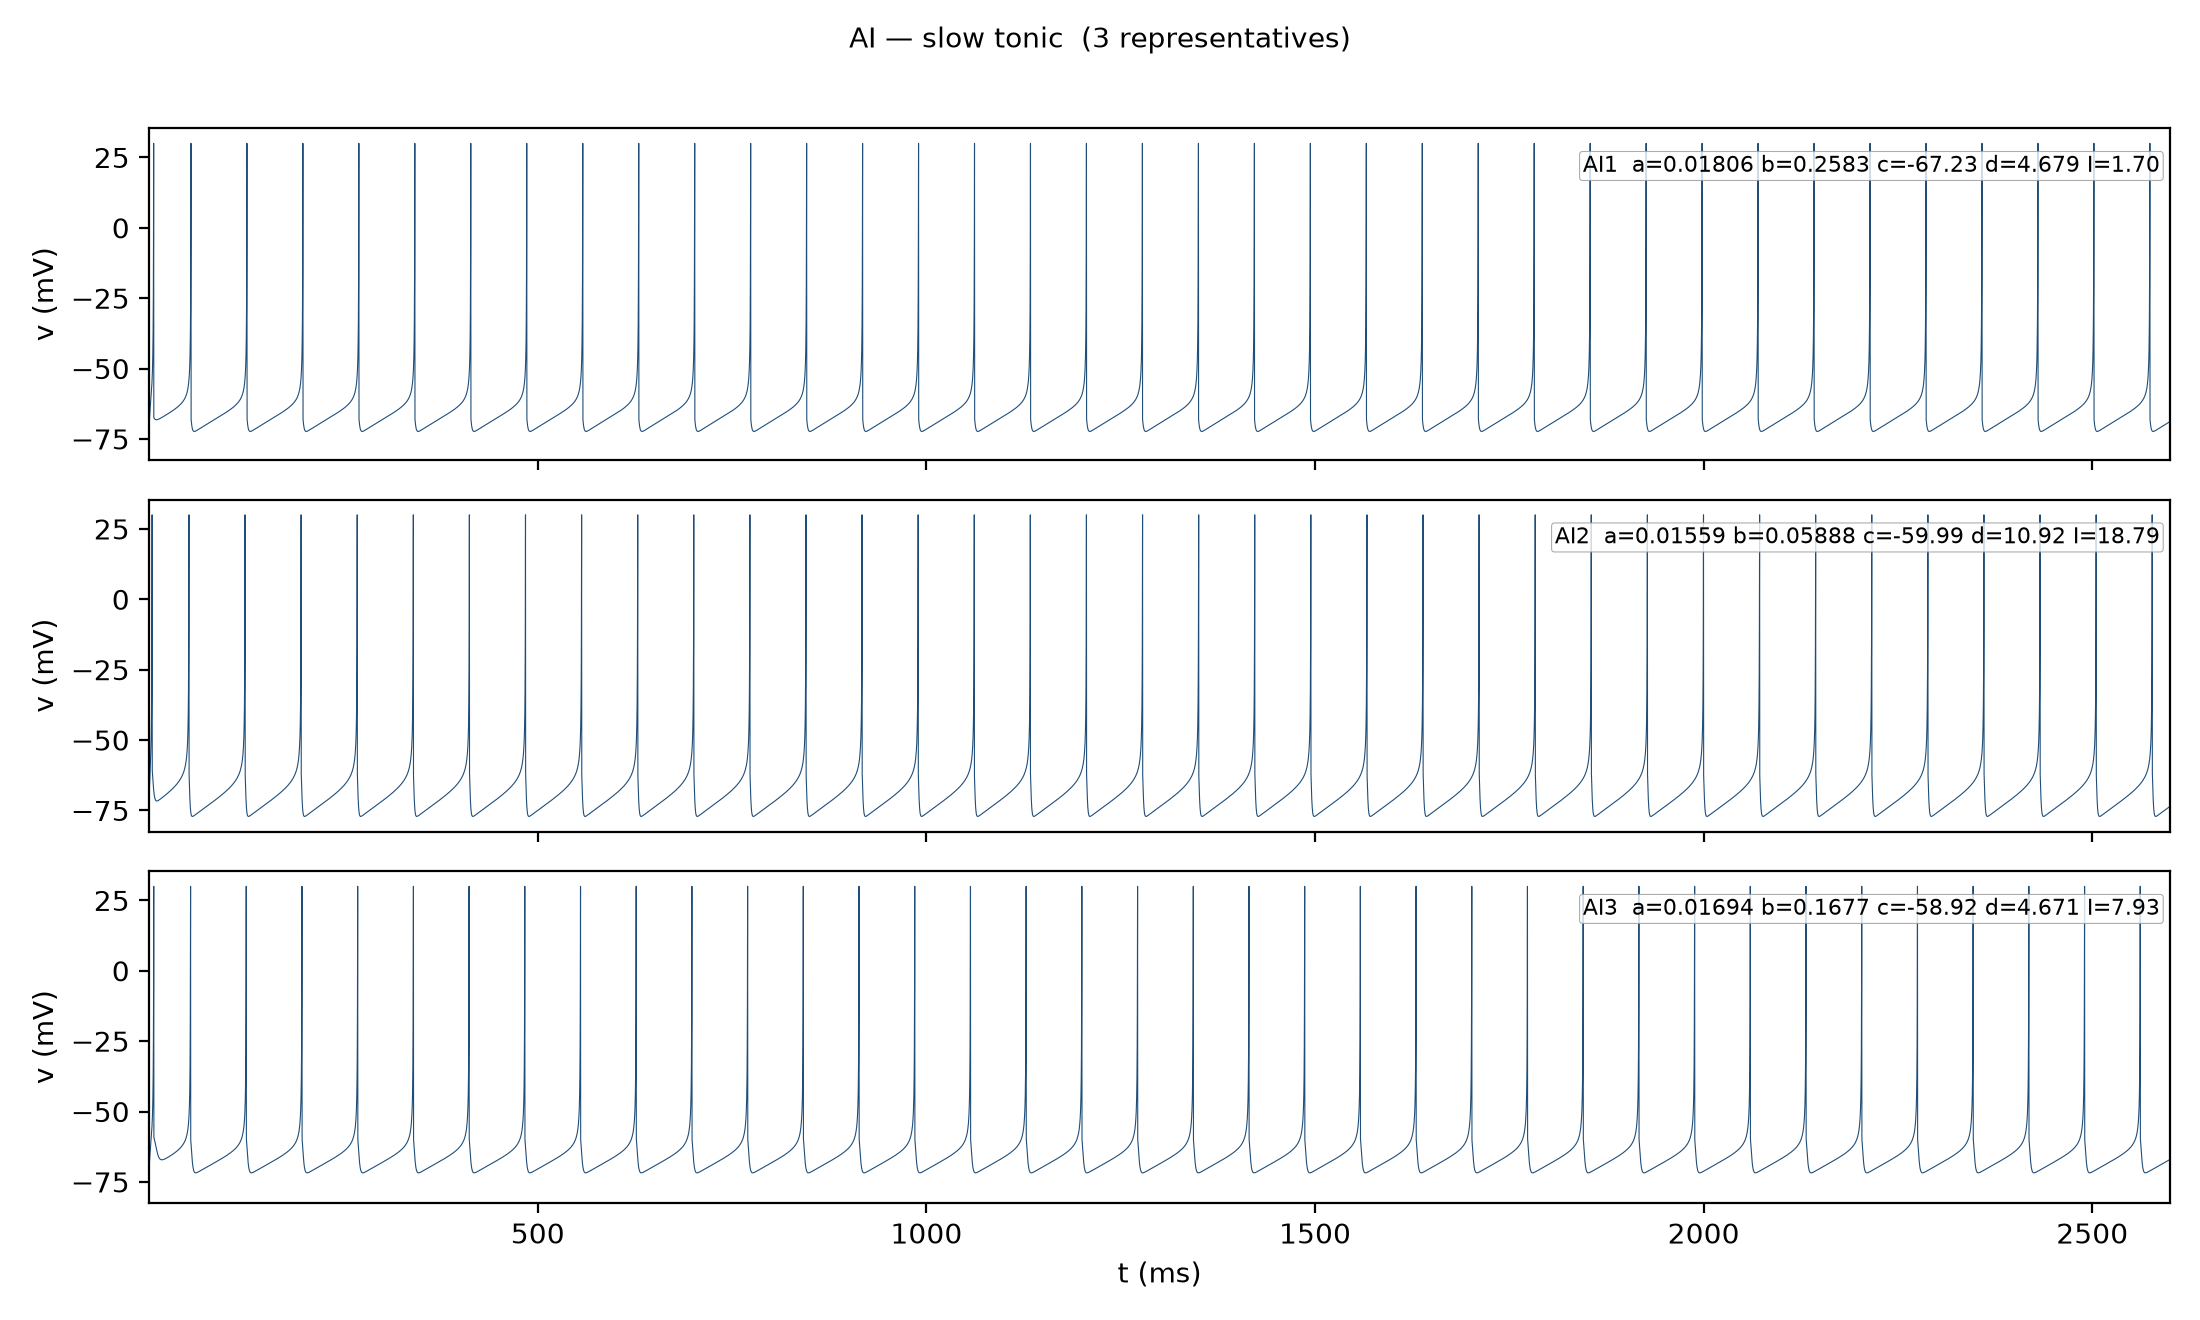 AI — slow tonic  (3 representatives)
25
0
−25
−50
−75
v (mV)
AI1  a=0.01806 b=0.2583 c=-67.23 d=4.679 I=1.70
25
0
−25
−50
−75
v (mV)
AI2  a=0.01559 b=0.05888 c=-59.99 d=10.92 I=18.79
25
0
−25
−50
−75
v (mV)
AI3  a=0.01694 b=0.1677 c=-58.92 d=4.671 I=7.93
500 1000 1500 2000 2500
t (ms)